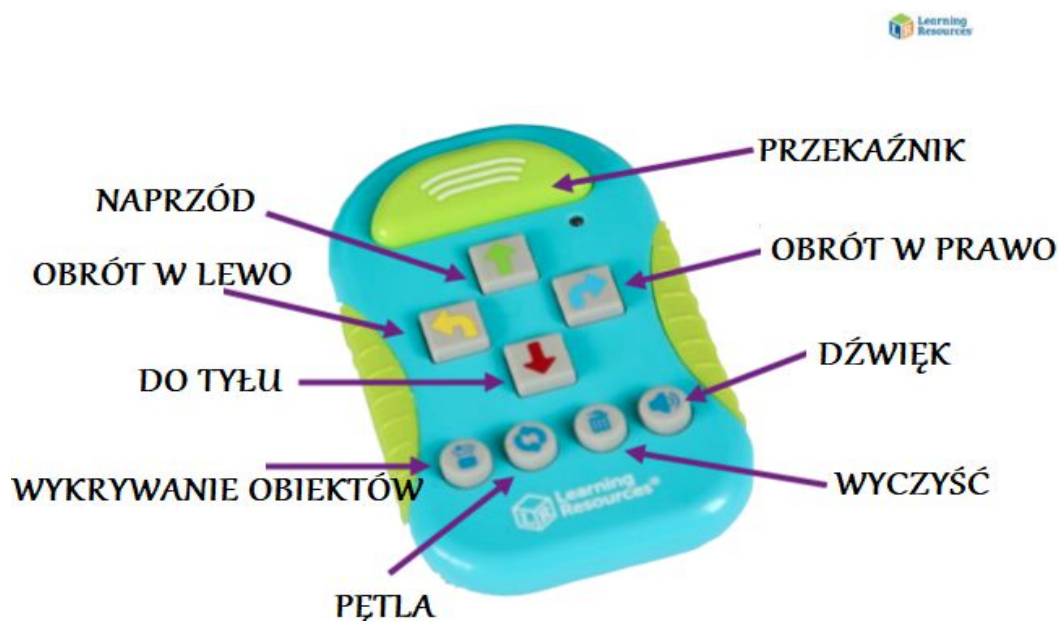 Learning
Resources
PRZEKAŹNIK
NAPRZÓD
OBRÓT W PRAWO
OBRÓT W LEWO
DŹWIĘK
DO TYŁU
WYKRYWANIE OBIEKTÓW
WYCZYŚĆ
Learning
Resources®
PĘTLA